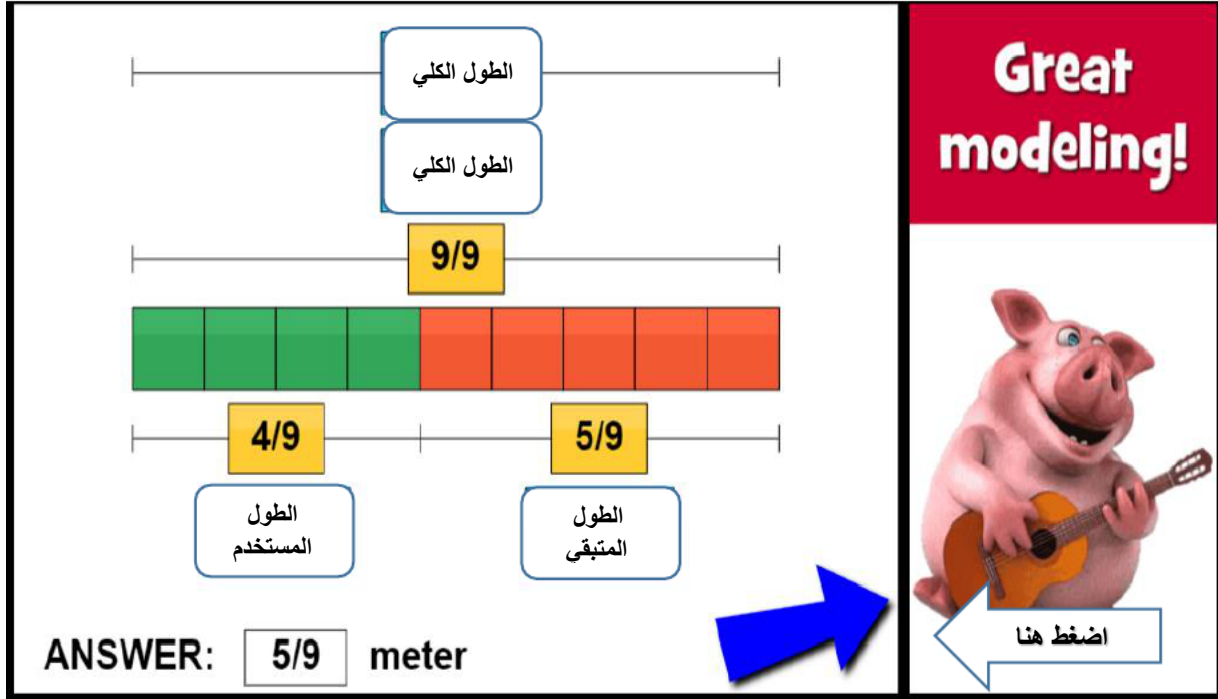 الطول الكلي
الطول الكلي
9/9
4/9
5/9
الطول
المستخدم
الطول
المتبقي
ANSWER: 5/9 meter
Great
modeling!
اضغط هنا